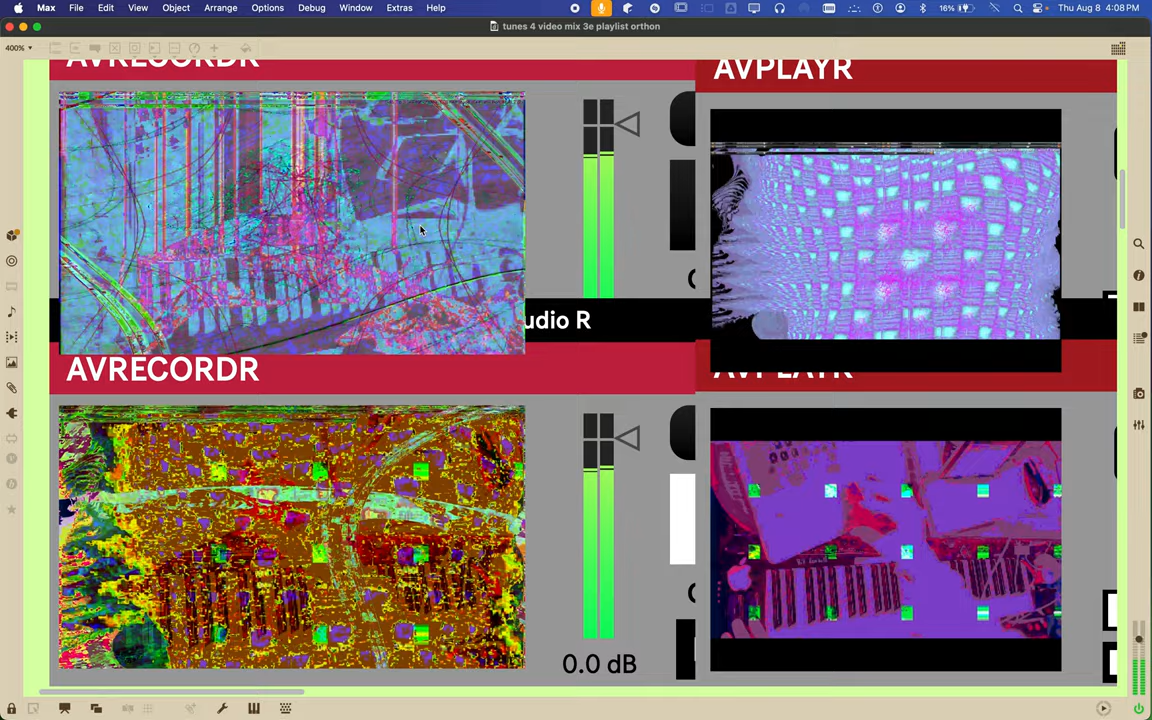 Max File Edit View Object Arrange Options Debug Window Extras Help 16% Thu Aug 8 4:08 PM
tunes 4 video mix 3e playlist orthon
400%
AVRECORDR
AVPLAYR
udio R
AVRECORDR
AVPLAYR
0.0 dB